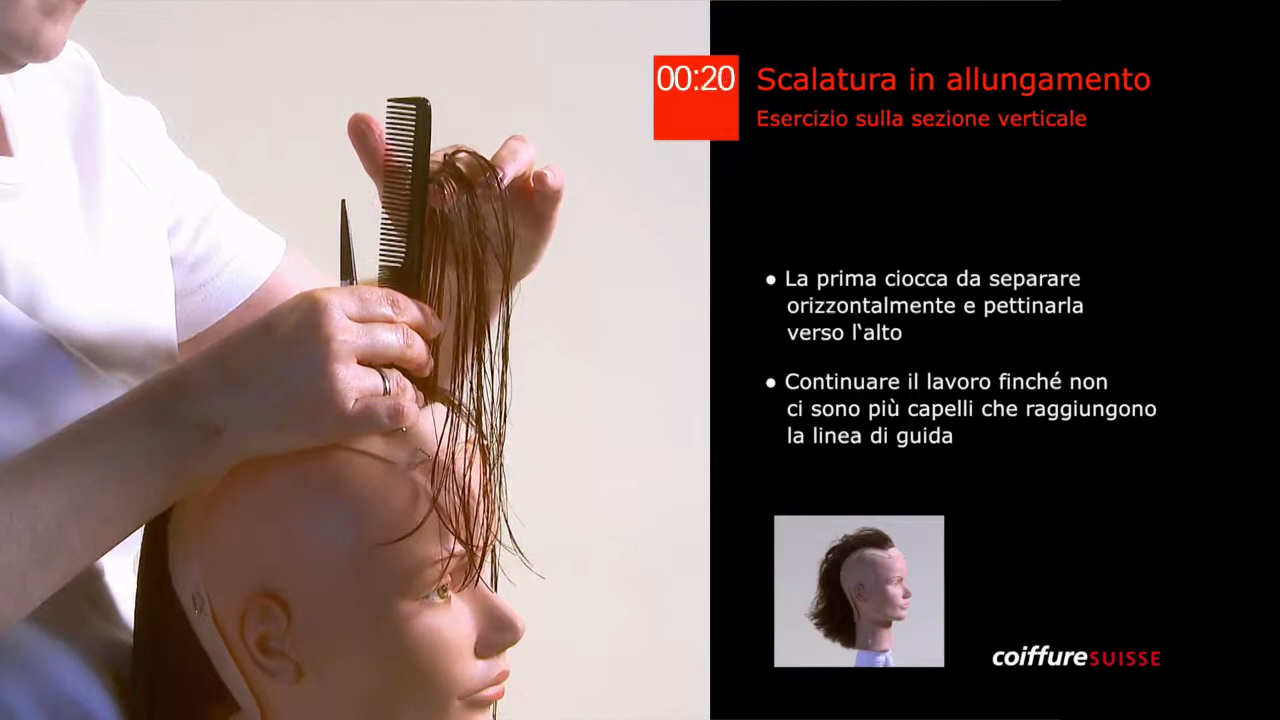 00:20
Scalatura in allungamento
Esercizio sulla sezione verticale
● La prima ciocca da separare
orizzontalmente e pettinarla
verso l‘alto
● Continuare il lavoro finché non
ci sono più capelli che raggiungono
la linea di guida
coiffureSUISSE